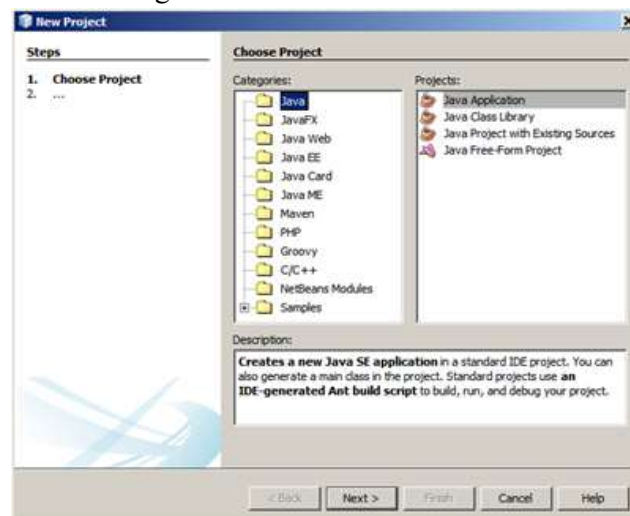 New Project
Steps
1. Choose Project
2. ...
Choose Project
Categories:
Java
JavaFX
Java Web
Java EE
Java Card
Java ME
Maven
PHP
Groovy
C/C++
NetBeans Modules
Samples
Projects:
Java Application
Java Class Library
Java Project with Existing Sources
Java Free-Form Project
Description:
Creates a new Java SE application in a standard IDE project. You can
also generate a main class in the project. Standard projects use an
IDE-generated Ant build script to build, run, and debug your project.
< Back Next > Finish Cancel Help